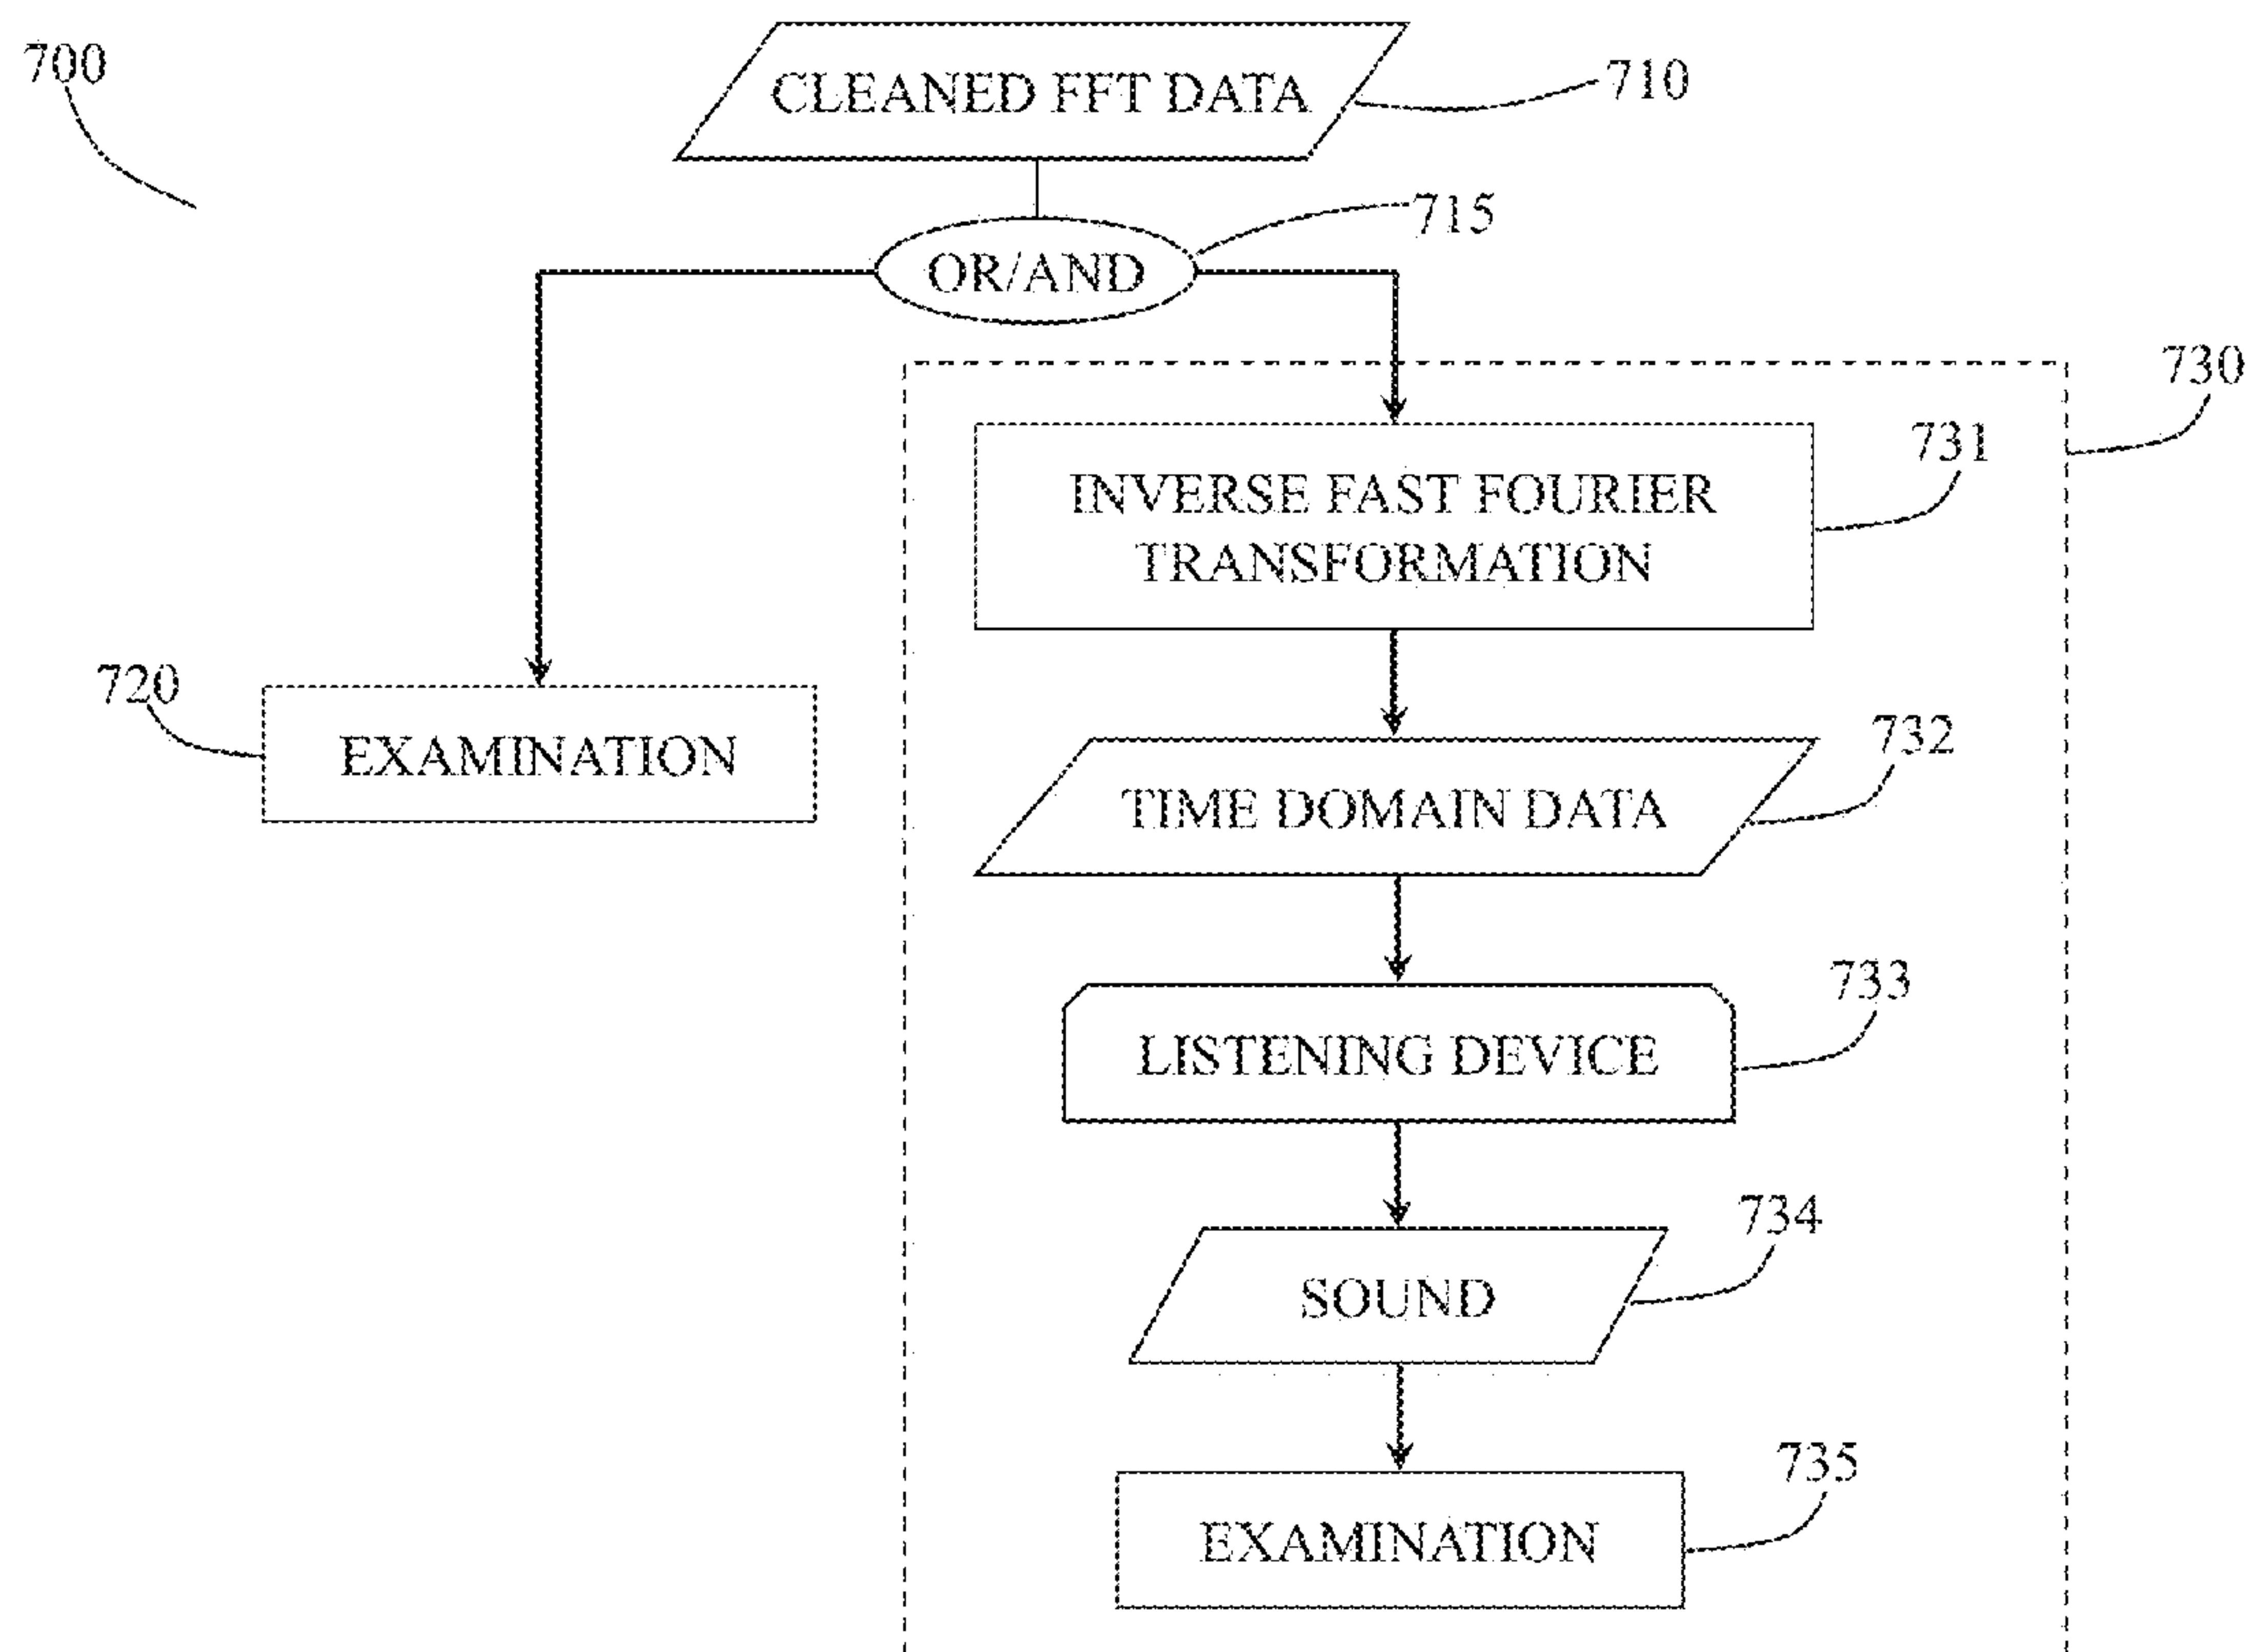 700
CLEANED FFT DATA
710
715
OR/AND
730
731
INVERSE FAST FOURIER
TRANSFORMATION
720
EXAMINATION
732
TIME DOMAIN DATA
733
LISTENING DEVICE
734
SOUND
735
EXAMINATION